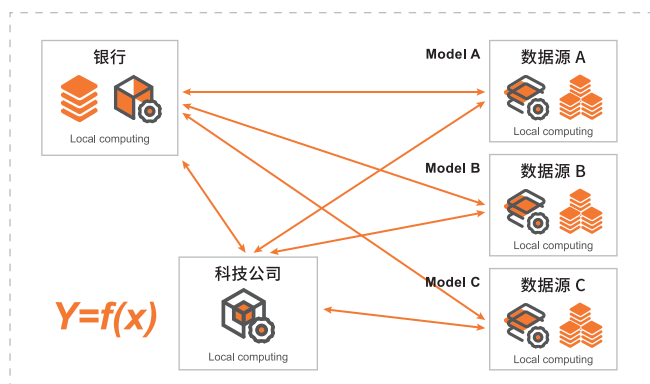 银行
Local computing
Model A
数据源 A
Local computing
Model B
数据源 B
Local computing
科技公司
Local computing
Model C
数据源 C
Local computing
Y=f(x)